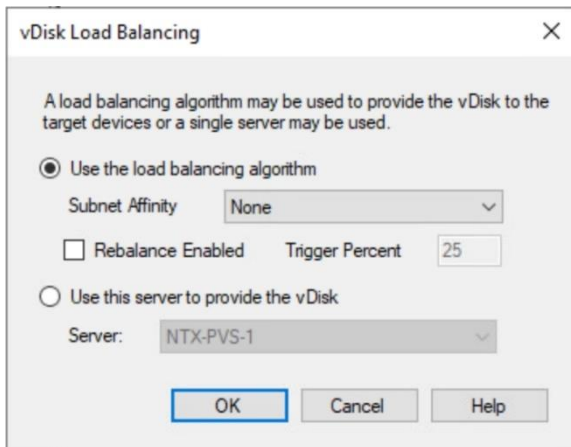 vDisk Load Balancing
A load balancing algorithm may be used to provide the vDisk to the
target devices or a single server may be used.
Use the load balancing algorithm
Subnet Affinity None
Rebalance Enabled Trigger Percent 25
Use this server to provide the vDisk
Server: NTX-PVS-1
OK Cancel Help